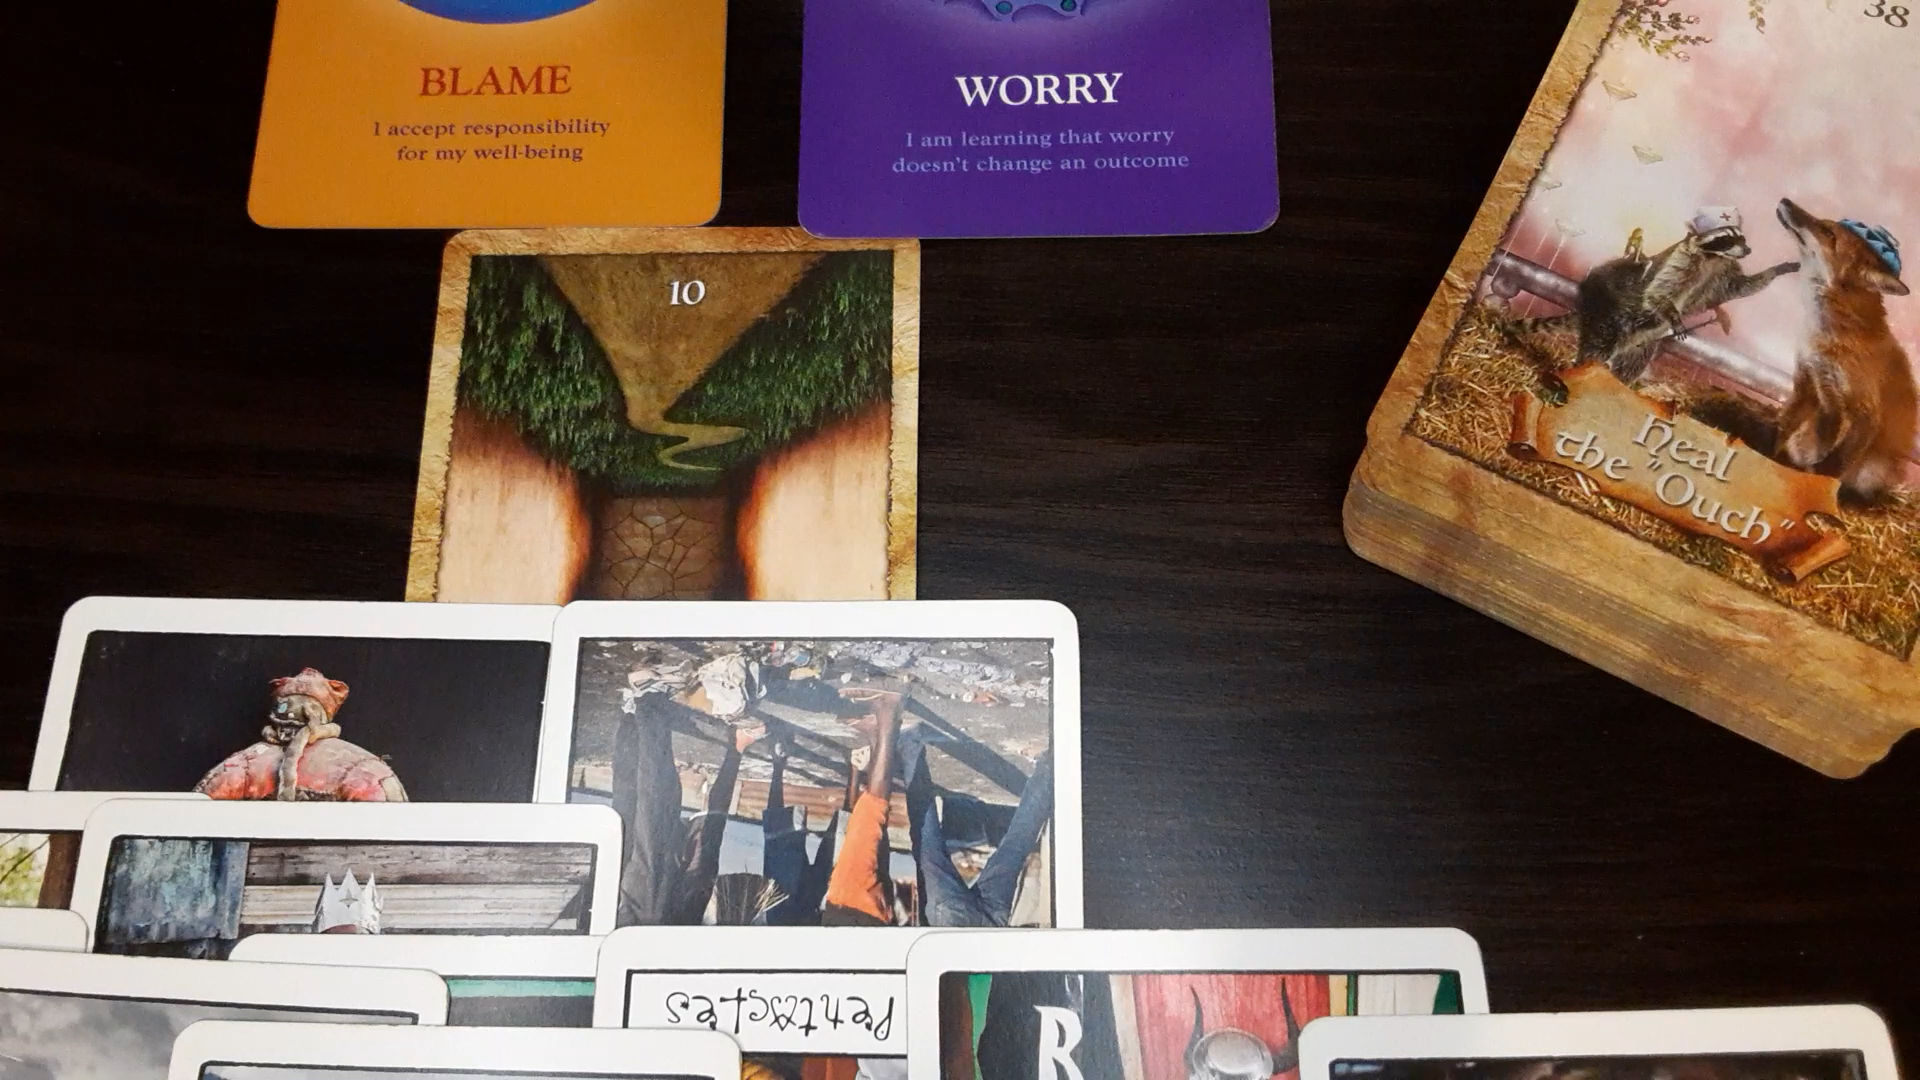 BLAME
I accept responsibility
for my well-being
WORRY
I am learning that worry
doesn't change an outcome
38
10
Heal
the "Ouch"
Pentacles
R